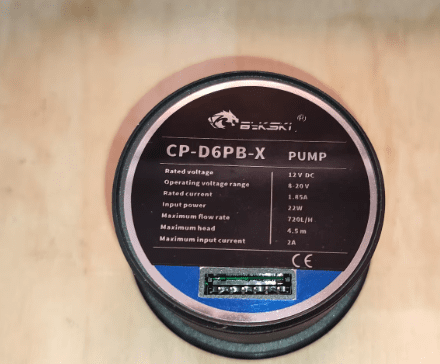 BYKSKI ®
CP-D6PB-X PUMP
Rated voltage 12V DC
Operating voltage range 8-20V
Rated current 1.85A
Input power 22W
Maximum flow rate 720L/H
Maximum head 4.5m
Maximum input current 2A
CE